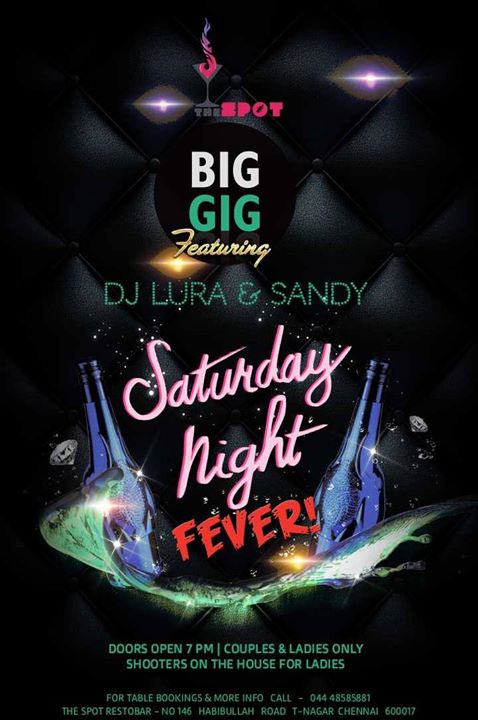 THE SPOT
BIG
GIG
Featuring
DJ LURA & SANDY
Saturday
Night
FEVER!
DOORS OPEN 7 PM | COUPLES & LADIES ONLY
SHOOTERS ON THE HOUSE FOR LADIES
FOR TABLE BOOKINGS & MORE INFO CALL - 044 48585881
THE SPOT RESTOBAR - NO 146 HABIBULLAH ROAD T-NAGAR CHENNAI 600017